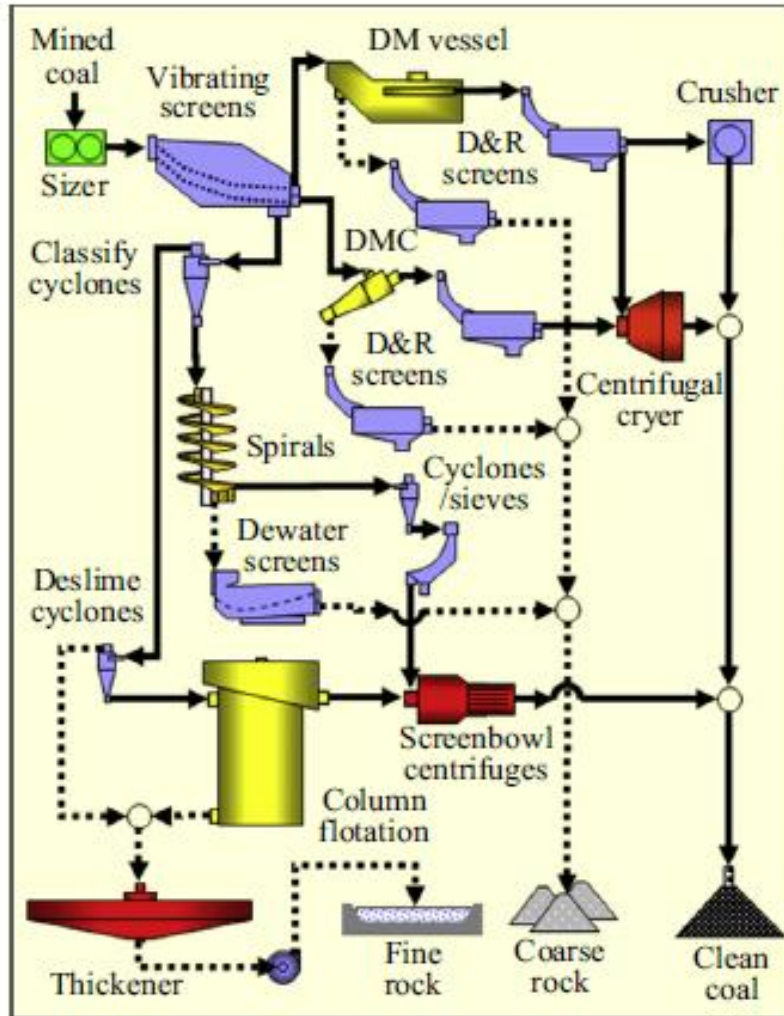 Mined
coal
DM vessel
Vibrating
screens
Crusher
Sizer
D&R
screens
Classify
cyclones
DMC
D&R
screens
Centrifugal
cryer
Spirals
Cyclones
/sieves
Dewater
screens
Deslime
cyclones
Screenbowl
centrifuges
Column
flotation
Thickener
Fine
rock
Coarse
rock
Clean
coal